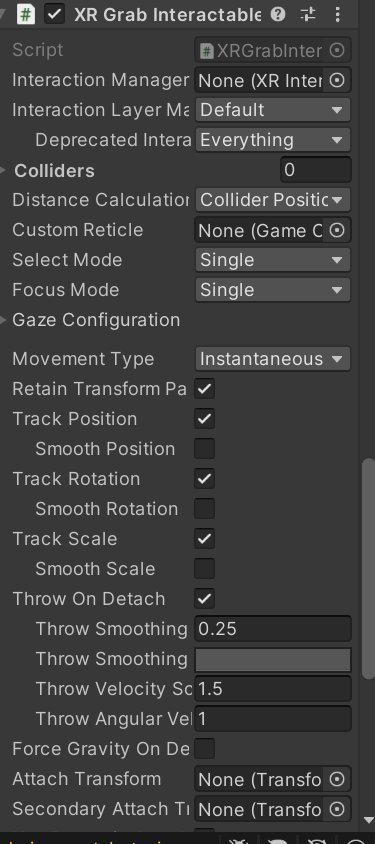 XR Grab Interactable
Script XRGrabInter
Interaction Manager None (XR Inter
Interaction Layer Ma Default
Deprecated Intera Everything
Colliders 0
Distance Calculation Collider Positic
Custom Reticle None (Game C
Select Mode Single
Focus Mode Single
Gaze Configuration
Movement Type Instantaneous
Retain Transform Pa
Track Position
Smooth Position
Track Rotation
Smooth Rotation
Track Scale
Smooth Scale
Throw On Detach
Throw Smoothing 0.25
Throw Smoothing
Throw Velocity Sc 1.5
Throw Angular Vel 1
Force Gravity On De
Attach Transform None (Transfo
Secondary Attach Tr None (Transfo